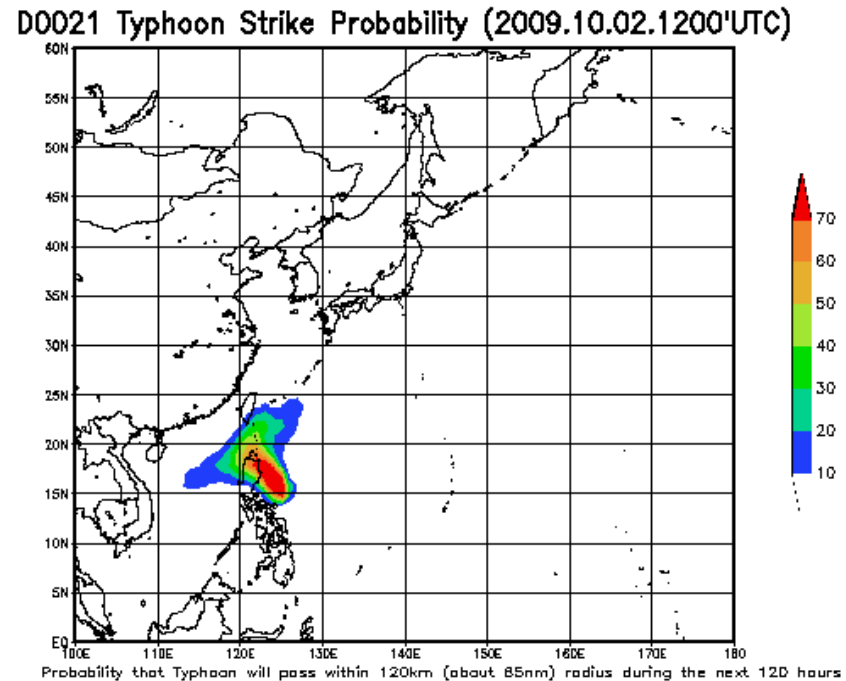 D0021 Typhoon Strike Probability (2009.10.02.1200'UTC)
60N
55N
50N
45N
40N
35N
30N
25N
20N
15N
10N
5N
EQ
100E 110E 120E 130E 140E 150E 160E 170E 180
70
60
50
40
30
20
10
Probability that Typhoon will pass within 120km (about 65nm) radius during the next 120 hours